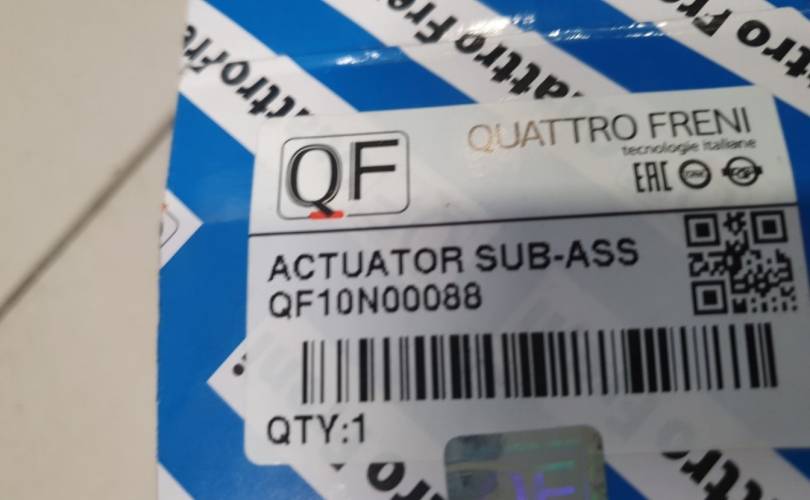 QF
QUATTRO FRENI
tecnologie italiane
EAC
ACTUATOR SUB-ASS
QF10N00088
QTY:1